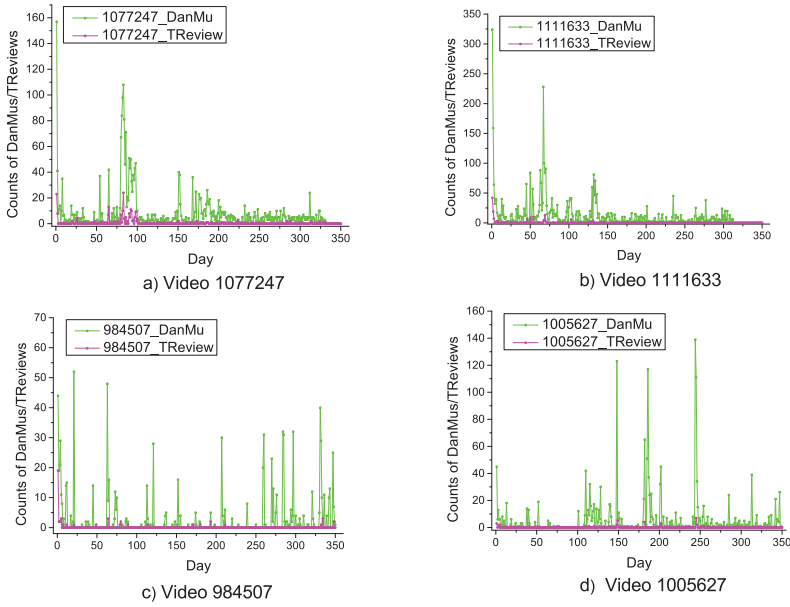 1077247_DanMu
1077247_TReview
160
140
120
100
80
60
40
20
0
Counts of DanMus/TReviews
0 50 100 150 200 250 300 350
Day
a) Video 1077247
1111633_DanMu
1111633_TReview
350
300
250
200
150
100
50
0
Counts of DanMus/TReviews
0 50 100 150 200 250 300 350
Day
b) Video 1111633
984507_DanMu
984507_TReview
70
60
50
40
30
20
10
0
Counts of DanMus/TReviews
0 50 100 150 200 250 300 350
Day
c) Video 984507
1005627_DanMu
1005627_TReview
160
140
120
100
80
60
40
20
0
Counts of DanMus/TReviews
0 50 100 150 200 250 300 350
Day
d) Video 1005627